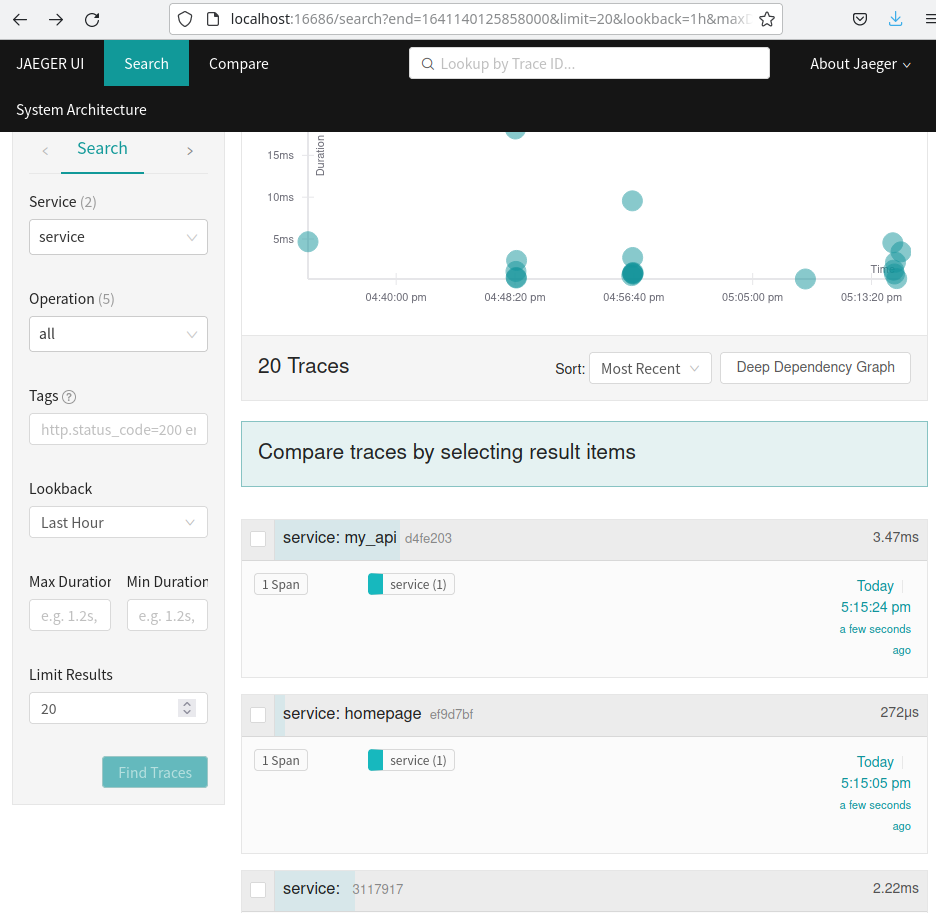 localhost:16686/search?end=1641140125858000&limit=20&lookback=1h&maxD
JAEGER UI Search Compare Lookup by Trace ID... About Jaeger
System Architecture
Search
Service (2)
service
Operation (5)
all
Tags ?
http.status_code=200 er
Lookback
Last Hour
Max Duration Min Duration
e.g. 1.2s, e.g. 1.2s,
Limit Results
20
Find Traces
Duration
15ms
10ms
5ms
Time
04:40:00 pm 04:48:20 pm 04:56:40 pm 05:05:00 pm 05:13:20 pm
20 Traces Sort: Most Recent Deep Dependency Graph
Compare traces by selecting result items
service: my_api d4fe203 3.47ms
1 Span service (1) Today
5:15:24 pm
a few seconds
ago
service: homepage ef9d7bf 272μs
1 Span service (1) Today
5:15:05 pm
a few seconds
ago
service: 3117917 2.22ms